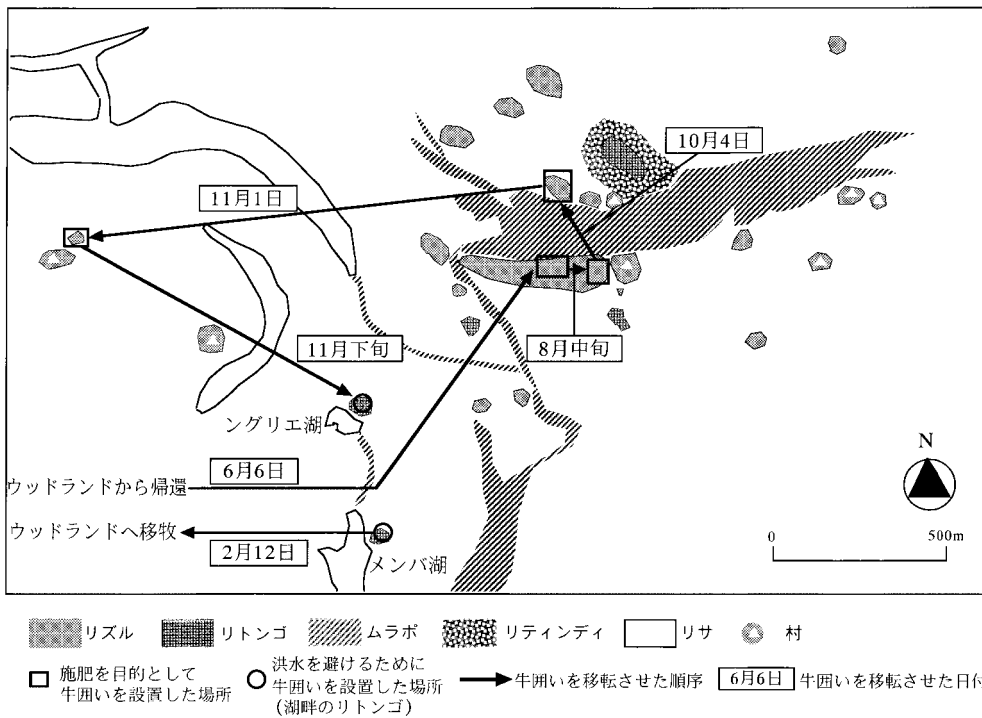 10月4日
11月1日
11月下旬
8月中旬
ングリエ湖
6月6日
ウッドランドから帰還
ウッドランドへ移牧
2月12日
メンバ湖
N
0 500m
リズル リトンゴ ムラポ リティンディ リサ 村
施肥を目的として
牛囲いを設置した場所
洪水を避けるために
牛囲いを設置した場所
(湖畔のリトンゴ)
牛囲いを移転させた順序
6月6日 牛囲いを移転させた日付